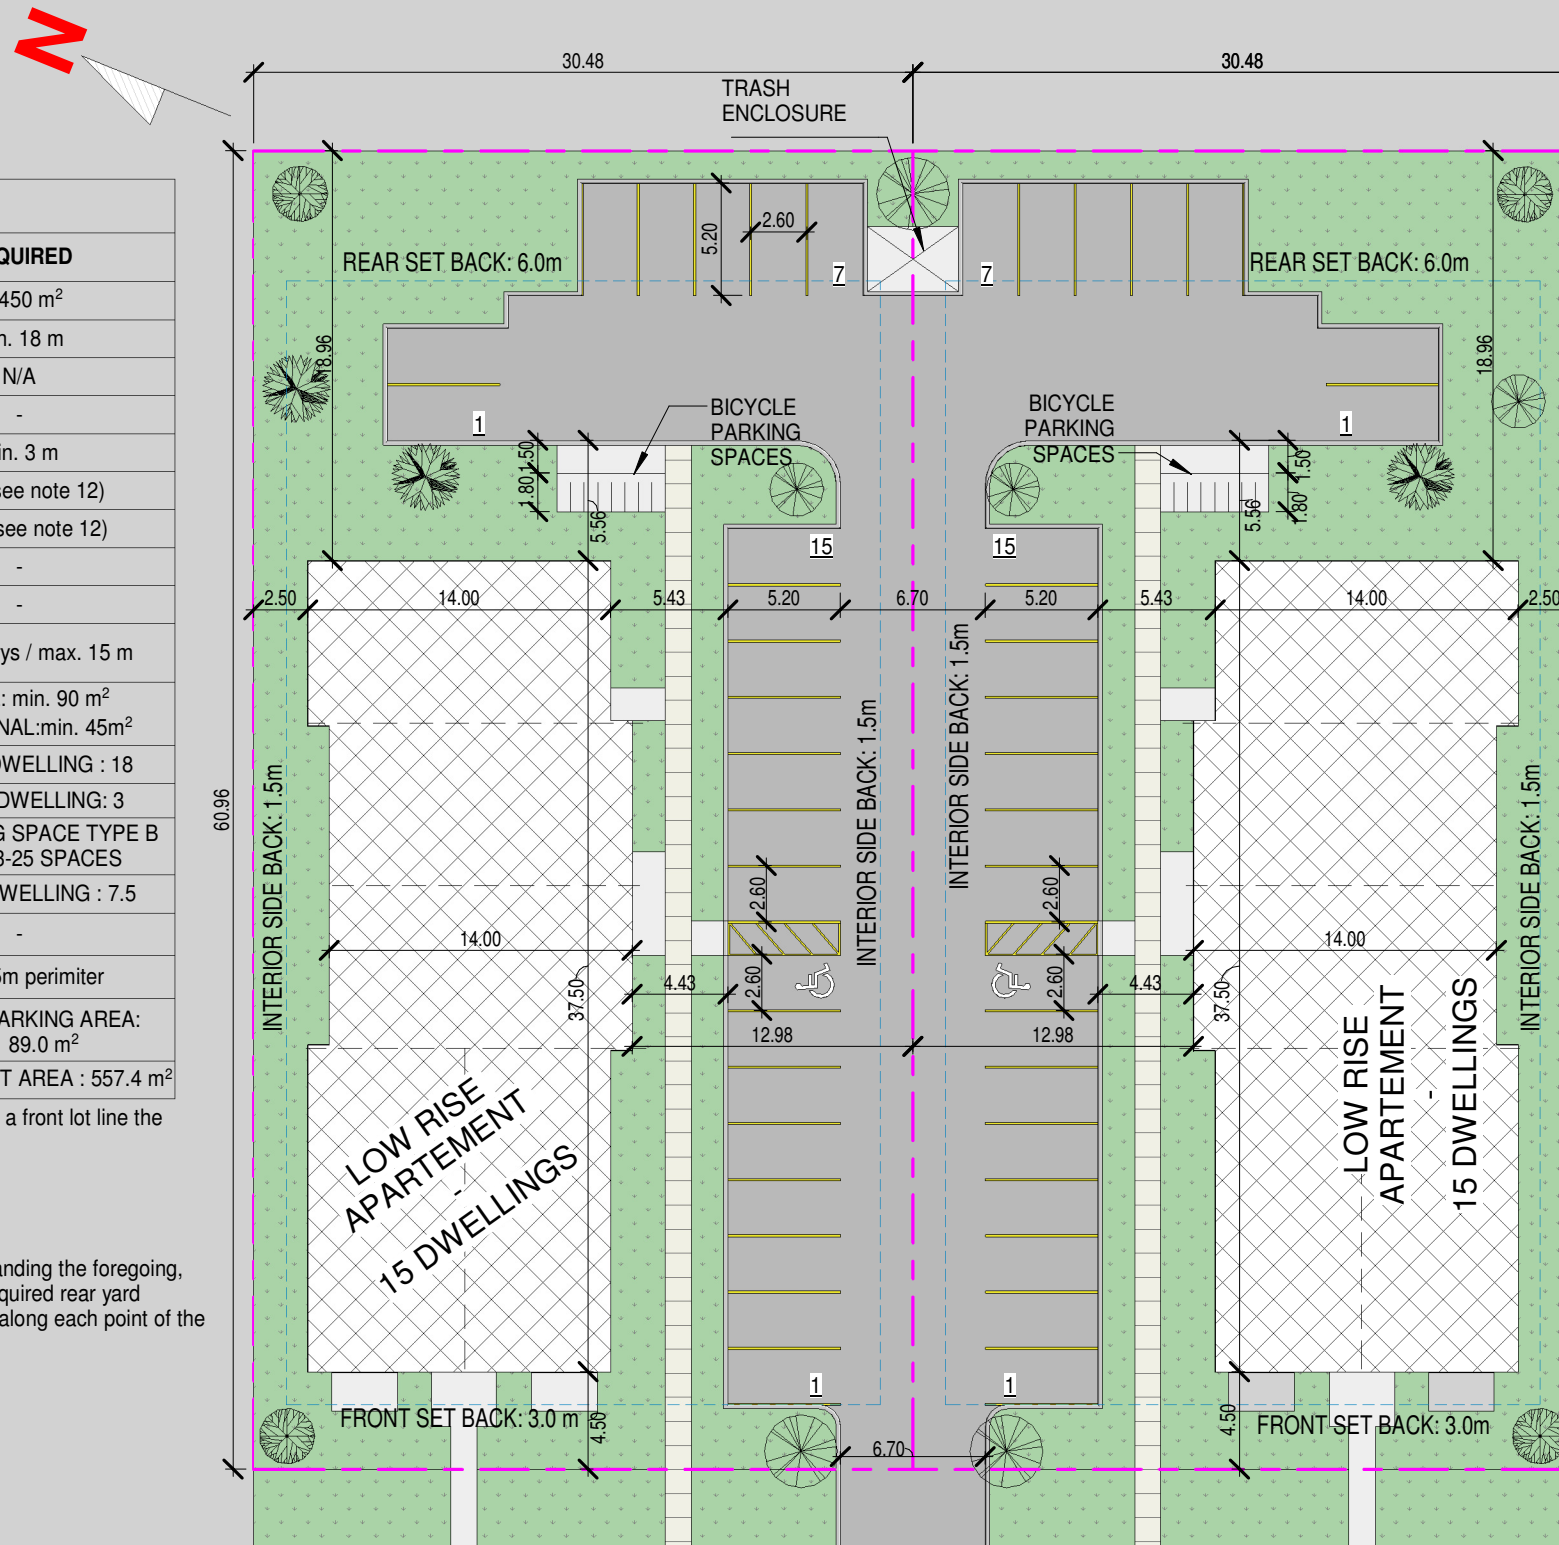 N
30.48
30.48
TRASH
ENCLOSURE
5.20
2.60
7
7
REAR SET BACK: 6.0m
REAR SET BACK: 6.0m
18.96
18.96
BICYCLE
PARKING
SPACES
BICYCLE
PARKING
SPACES
1
1
1.50
1.80
5.56
1.50
1.80
5.56
15
15
2.50
14.00
5.43
5.20
6.70
5.20
5.43
14.00
2.50
60.96
INTERIOR SIDE BACK: 1.5m
INTERIOR SIDE BACK: 1.5m
INTERIOR SIDE BACK: 1.5m
INTERIOR SIDE BACK: 1.5m
2.60
2.60
14.00
14.00
2.60
2.60
4.43
4.43
37.50
37.50
12.98
12.98
LOW RISE
APARTEMENT
-
15 DWELLINGS
LOW RISE
APARTEMENT
-
15 DWELLINGS
1
1
FRONT SET BACK: 3.0 m
4.50
6.70
4.50
FRONT SET BACK: 3.0m
QUIRED
450 m²
n. 18 m
N/A
-
in. 3 m
see note 12)
see note 12)
-
-
ys / max. 15 m
: min. 90 m²
NAL:min. 45m²
DWELLING : 18
DWELLING: 3
G SPACE TYPE B
3-25 SPACES
WELLING : 7.5
-
5m perimiter
ARKING AREA:
89.0 m²
T AREA : 557.4 m²
a front lot line the
anding the foregoing,
quired rear yard
along each point of the